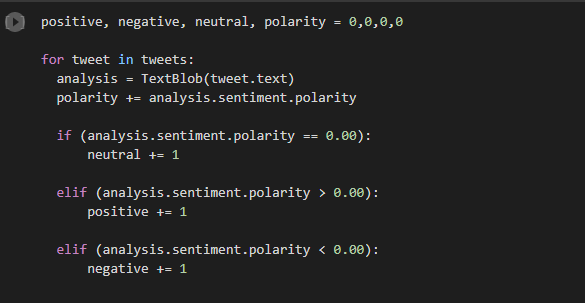 positive, negative, neutral, polarity = 0,0,0,0
for tweet in tweets:
  analysis = TextBlob(tweet.text)
  polarity += analysis.sentiment.polarity
  if (analysis.sentiment.polarity == 0.00):
      neutral += 1
  elif (analysis.sentiment.polarity > 0.00):
      positive += 1
  elif (analysis.sentiment.polarity < 0.00):
      negative += 1